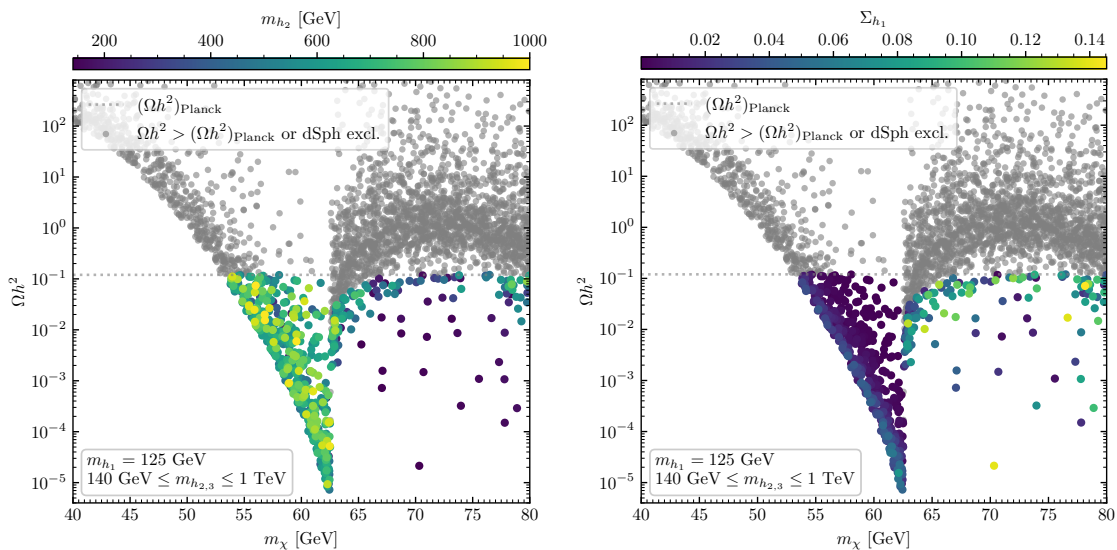 m_{h_2} [GeV]
200 400 600 800 1000
(Ωh²)_Planck
Ωh² > (Ωh²)_Planck or dSph excl.
10² 10¹ 10⁰ 10⁻¹ 10⁻² 10⁻³ 10⁻⁴ 10⁻⁵
Ωh²
m_{h_1} = 125 GeV
140 GeV ≤ m_{h_{2,3}} ≤ 1 TeV
40 45 50 55 60 65 70 75 80
m_χ [GeV]
Σ_{h_1}
0.02 0.04 0.06 0.08 0.10 0.12 0.14
(Ωh²)_Planck
Ωh² > (Ωh²)_Planck or dSph excl.
10² 10¹ 10⁰ 10⁻¹ 10⁻² 10⁻³ 10⁻⁴ 10⁻⁵
Ωh²
m_{h_1} = 125 GeV
140 GeV ≤ m_{h_{2,3}} ≤ 1 TeV
40 45 50 55 60 65 70 75 80
m_χ [GeV]